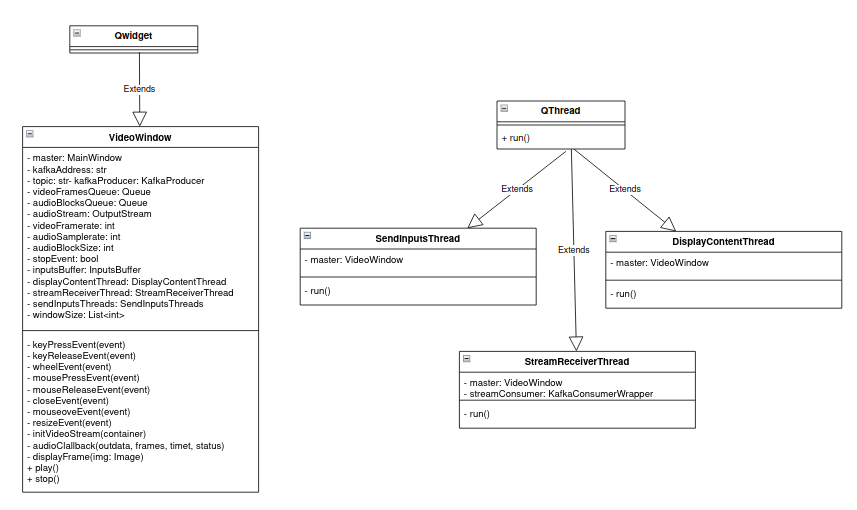 Qwidget
Extends
VideoWindow
- master: MainWindow
- kafkaAddress: str
- topic: str- kafkaProducer: KafkaProducer
- videoFramesQueue: Queue
- audioBlocksQueue: Queue
- audioStream: OutputStream
- videoFramerate: int
- audioSamplerate: int
- audioBlockSize: int
- stopEvent: bool
- inputsBuffer: InputsBuffer
- displayContentThread: DisplayContentThread
- streamReceiverThread: StreamReceiverThread
- sendInputsThreads: SendInputsThreads
- windowSize: List<int>
- keyPressEvent(event)
- keyReleaseEvent(event)
- wheelEvent(event)
- mousePressEvent(event)
- mouseReleaseEvent(event)
- closeEvent(event)
- mouseoveEvent(event)
- resizeEvent(event)
- initVideoStream(container)
- audioClallback(outdata, frames, timet, status)
- displayFrame(img: Image)
+ play()
+ stop()
QThread
+ run()
Extends
Extends
Extends
SendInputsThread
- master: VideoWindow
- run()
DisplayContentThread
- master: VideoWindow
- run()
StreamReceiverThread
- master: VideoWindow
- streamConsumer: KafkaConsumerWrapper
- run()